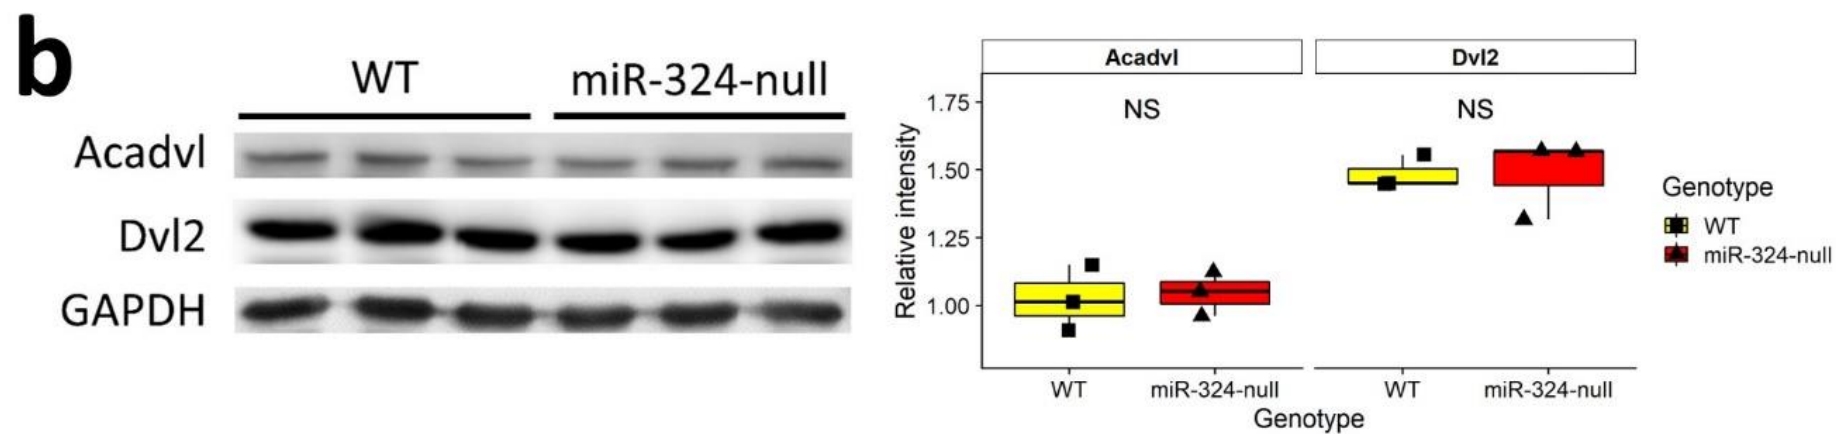 b
WT miR-324-null
Acadvl
Dvl2
GAPDH
Acadvl Dvl2
NS NS
1.75
1.50
1.25
1.00
Relative intensity
WT miR-324-null WT miR-324-null
Genotype
Genotype
WT
miR-324-null